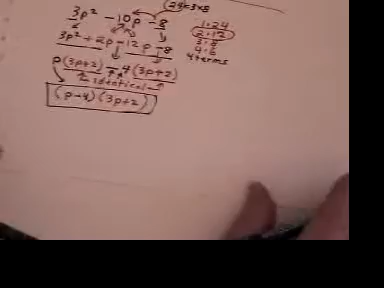 24=3×8
3p² - 10p - 8
1·24
2·12
3·8
4·6
4 terms
3p² + 2p - 12p - 8
p(3p+2) - 4(3p+2)
identical
(p-4)(3p+2)